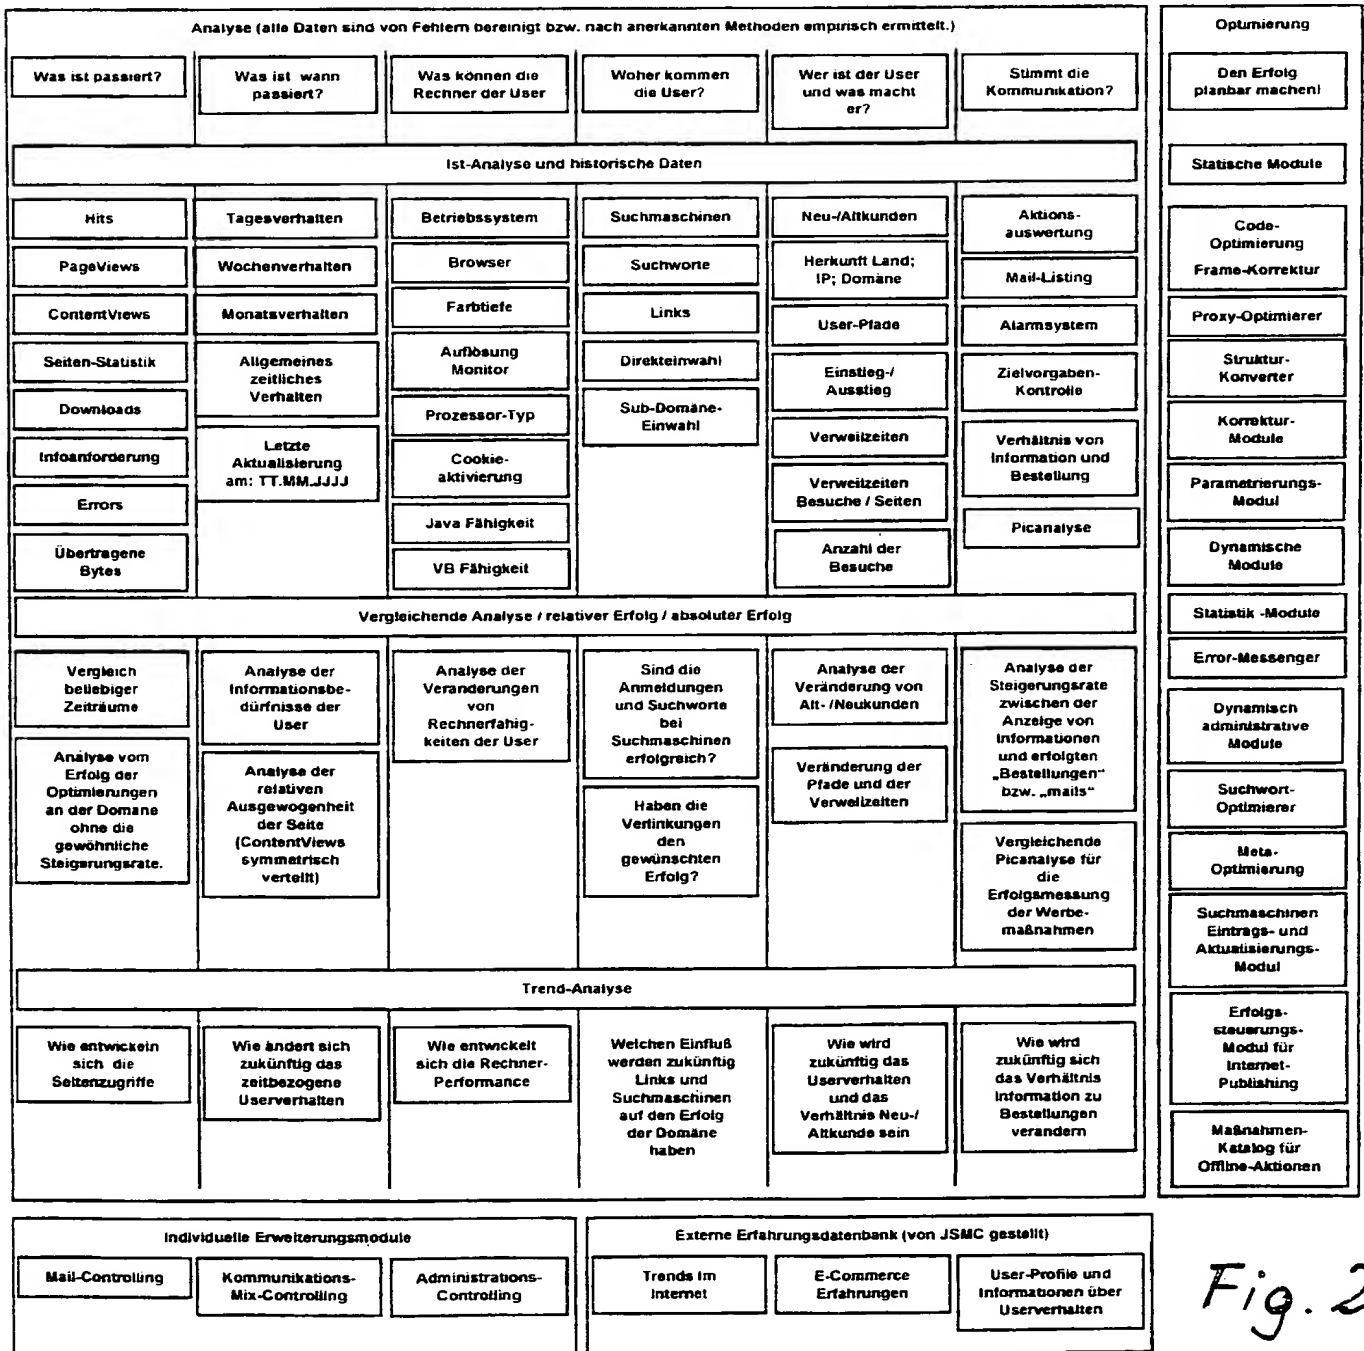 Analyse (alle Daten sind von Fehlern bereinigt bzw. nach anerkannten Methoden empirisch ermittelt.)
Was ist passiert?
Was ist wann
passiert?
Was können die
Rechner der User
Woher kommen
die User?
Wer ist der User
und was macht
er?
Stimmt die
Kommunikation?
Ist-Analyse und historische Daten
Hits
PageViews
ContentViews
Seiten-Statistik
Downloads
Infoanforderung
Errors
Übertragene
Bytes
Tagesverhalten
Wochenverhalten
Monatsverhalten
Allgemeines
zeitliches
Verhalten
Letzte
Aktualisierung
am: TT.MM.JJJJ
Betriebssystem
Browser
Farbtiefe
Auflösung
Monitor
Prozessor-Typ
Cookie-
aktivierung
Java Fähigkeit
VB Fähigkeit
Suchmaschinen
Suchworte
Links
Direkteinwahl
Sub-Domäne-
Einwahl
Neu-/Altkunden
Herkunft Land;
IP; Domäne
User-Pfade
Einstieg-/
Ausstieg
Verweilzeiten
Verweilzeiten
Besuche / Seiten
Anzahl der
Besuche
Aktions-
auswertung
Mail-Listing
Alarmsystem
Zielvorgaben-
Kontrolle
Verhältnis von
Information und
Bestellung
Picanalyse
Vergleichende Analyse / relativer Erfolg / absoluter Erfolg
Vergleich
beliebiger
Zeiträume
Analyse vom
Erfolg der
Optimierungen
an der Domane
ohne die
gewöhnliche
Steigerungsrate.
Analyse der
Informationsbe-
dürfnisse der
User
Analyse der
relativen
Ausgewogenheit
der Seite
(ContentViews
symmetrisch
verteilt)
Analyse der
Veranderungen
von
Rechnerfähig-
keiten der User
Sind die
Anmeldungen
und Suchworte
bei
Suchmaschinen
erfolgreich?
Haben die
Verlinkungen
den
gewünschten
Erfolg?
Analyse der
Veränderung von
Alt- /Neukunden
Veränderung der
Pfade und der
Verweilzeiten
Analyse der
Steigerungsrate
zwischen der
Anzeige von
Informationen
und erfolgten
„Bestellungen“
bzw. „mails“
Vergleichende
Picanalyse für
die
Erfolgsmessung
der Werbe-
maßnahmen
Trend-Analyse
Wie entwickeln
sich die
Seitenzugriffe
Wie ändert sich
zukünftig das
zeitbezogene
Userverhalten
Wie entwickelt
sich die Rechner-
Performance
Welchen Einfluß
werden zukünftig
Links und
Suchmaschinen
auf den Erfolg
der Domäne
haben
Wie wird
zukünftig das
Userverhalten
und das
Verhältnis Neu-/
Altkunde sein
Wie wird
zukünftig sich
das Verhältnis
Information zu
Bestellungen
verandern
Optimierung
Den Erfolg
planbar machen!
Statische Module
Code-
Optimierung
Frame-Korrektur
Proxy-Optimierer
Struktur-
Konverter
Korrektur-
Module
Parametrierungs-
Modul
Dynamische
Module
Statistik -Module
Error-Messenger
Dynamisch
administrative
Module
Suchwort-
Optimierer
Meta-
Optimierung
Suchmaschinen
Eintrags- und
Aktualisierungs-
Modul
Erfolgs-
steuerungs-
Modul für
Internet-
Publishing
Maßnahmen-
Katalog für
Offline-Aktionen
Individuelle Erweiterungsmodule
Mail-Controlling
Kommunikations-
Mix-Controlling
Administrations-
Controlling
Externe Erfahrungsdatenbank (von JSMC gestellt)
Trends im
Internet
E-Commerce
Erfahrungen
User-Profile und
Informationen über
Userverhalten
Fig. 2